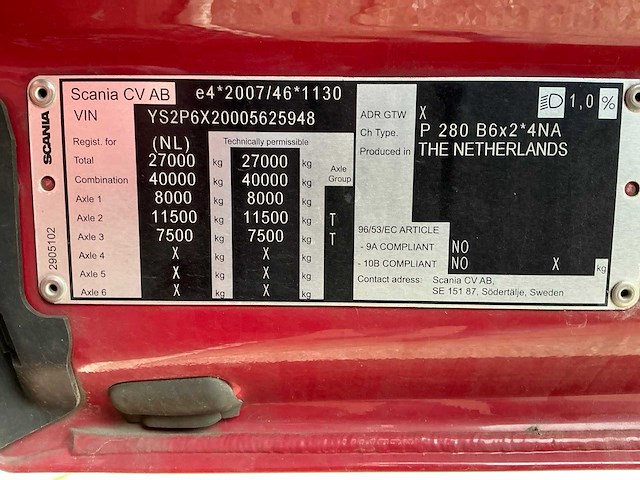 Scania CV AB e4*2007/46*1130
VIN YS2P6X20005625948
Regist. for (NL) Technically permissible
Total 27000 kg 27000 kg Axle
Combination 40000 kg 40000 kg Group
Axle 1 8000 kg 8000 kg
Axle 2 11500 kg 11500 kg T
Axle 3 7500 kg 7500 kg T
Axle 4 X kg X kg
Axle 5 X kg X kg
Axle 6 X kg X kg
SCANIA
2905102
1,0 %
ADR GTW X
Ch Type. P 280 B6x2*4NA
Produced in THE NETHERLANDS
96/53/EC ARTICLE
- 9A COMPLIANT NO
- 10B COMPLIANT NO X kg
Contact address: Scania CV AB,
SE 151 87, Södertälje, Sweden